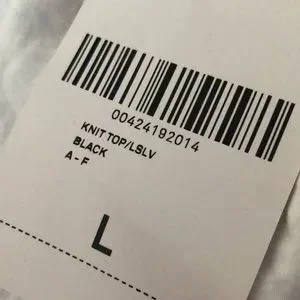 00424192014
KNIT TOP/LSLV
BLACK
A-F
L